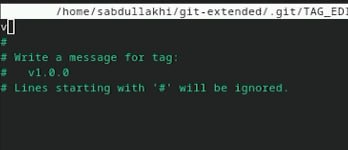 /home/sabdullakhi/git-extended/.git/TAG_EDI
v
#
# Write a message for tag:
#   v1.0.0
# Lines starting with '#' will be ignored.